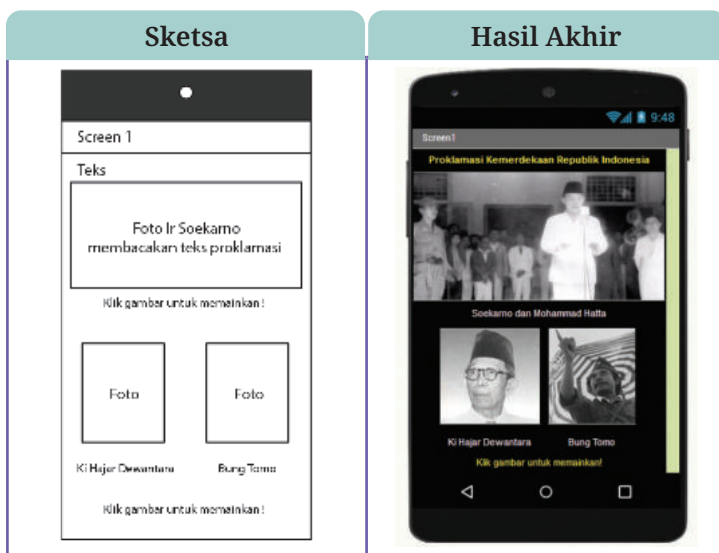 Sketsa
Screen 1
Teks
Foto Ir Soekarno
membacakan teks proklamasi
Klik gambar untuk memainkan !
Foto
Foto
Ki Hajar Dewantara
Bung Tomo
Klik gambar untuk memainkan !
Hasil Akhir
9:48
Screen1
Proklamasi Kemerdekaan Republik Indonesia
Soekarno dan Mohammad Hatta
Ki Hajar Dewantara
Bung Tomo
Klik gambar untuk memainkan!